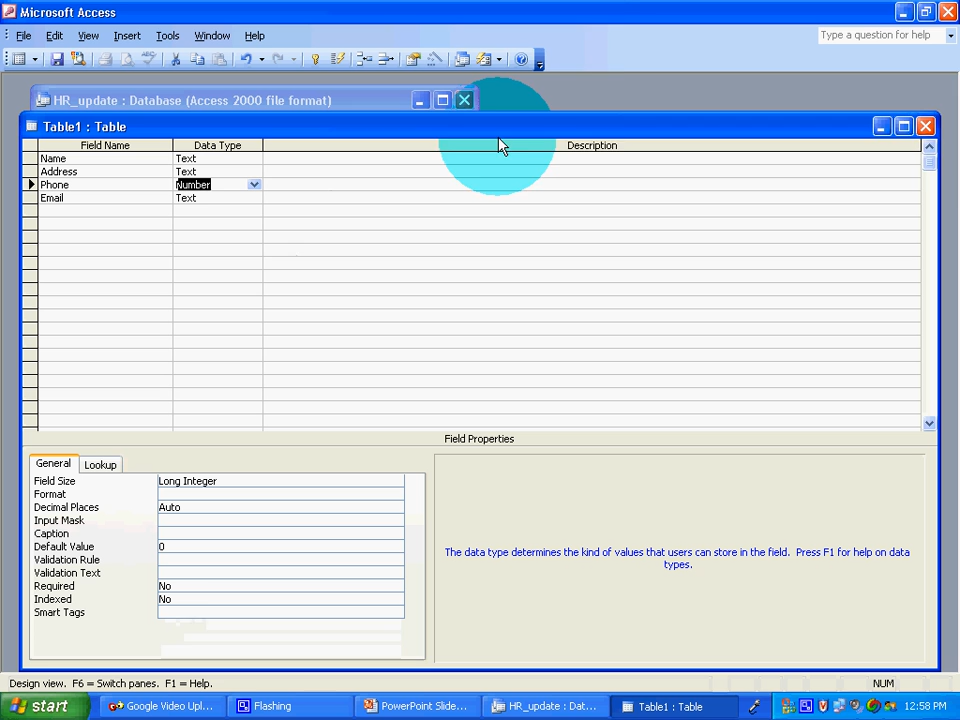 Microsoft Access
File Edit View Insert Tools Window Help
Type a question for help
HR_update : Database (Access 2000 file format)
Table1 : Table
Field Name Data Type Description
Name Text
Address Text
Phone Number
Email Text
Field Properties
General Lookup
Field Size Long Integer
Format
Decimal Places Auto
Input Mask
Caption
Default Value 0
Validation Rule
Validation Text
Required No
Indexed No
Smart Tags
The data type determines the kind of values that users can store in the field. Press F1 for help on data
types.
Design view. F6 = Switch panes. F1 = Help.
NUM
start
Google Video Upl...
Flashing
PowerPoint Slide...
HR_update : Dat...
Table1 : Table
12:58 PM